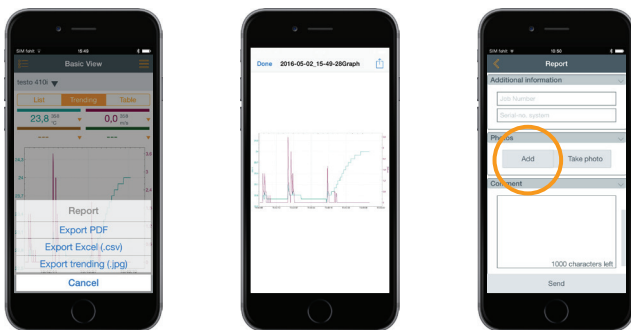 SIM fehlt
15:49
Basic View
testo 410i
List
Trending
Table
23,8
°C
0,0
m/s
---
---
Report
Export PDF
Export Excel (.csv)
Export trending (.jpg)
Cancel
Done
2016-05-02_15-49-28Graph
SIM fehlt
Report
Additional information
Job Number
Serial-no. system
Photos
Add
Take photo
Comment
1000 characters left
Send